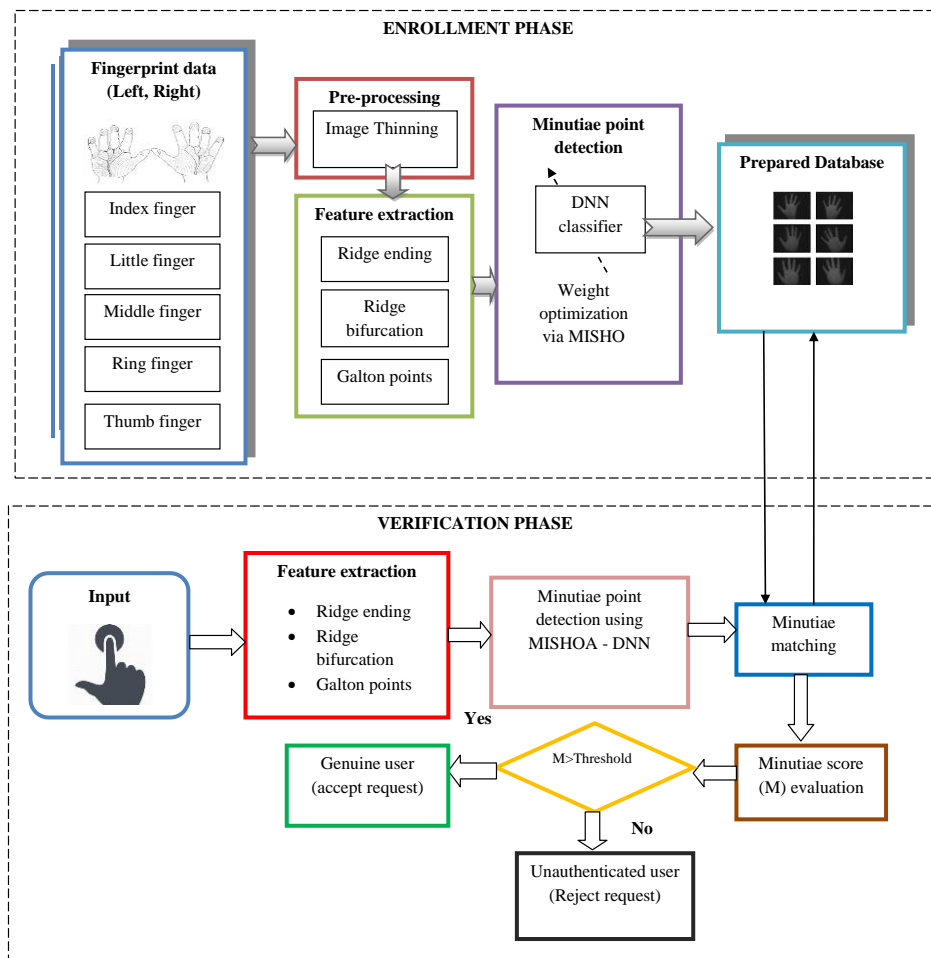 ENROLLMENT PHASE
Fingerprint data
(Left, Right)
Index finger
Little finger
Middle finger
Ring finger
Thumb finger
Pre-processing
Image Thinning
Feature extraction
Ridge ending
Ridge
bifurcation
Galton points
Minutiae point
detection
DNN
classifier
Weight
optimization
via MISHO
Prepared Database
VERIFICATION PHASE
Input
Feature extraction
• Ridge ending
• Ridge
bifurcation
• Galton points
Minutiae point
detection using
MISHOA - DNN
Minutiae
matching
Minutiae score
(M) evaluation
M>Threshold
Yes
Genuine user
(accept request)
No
Unauthenticated user
(Reject request)